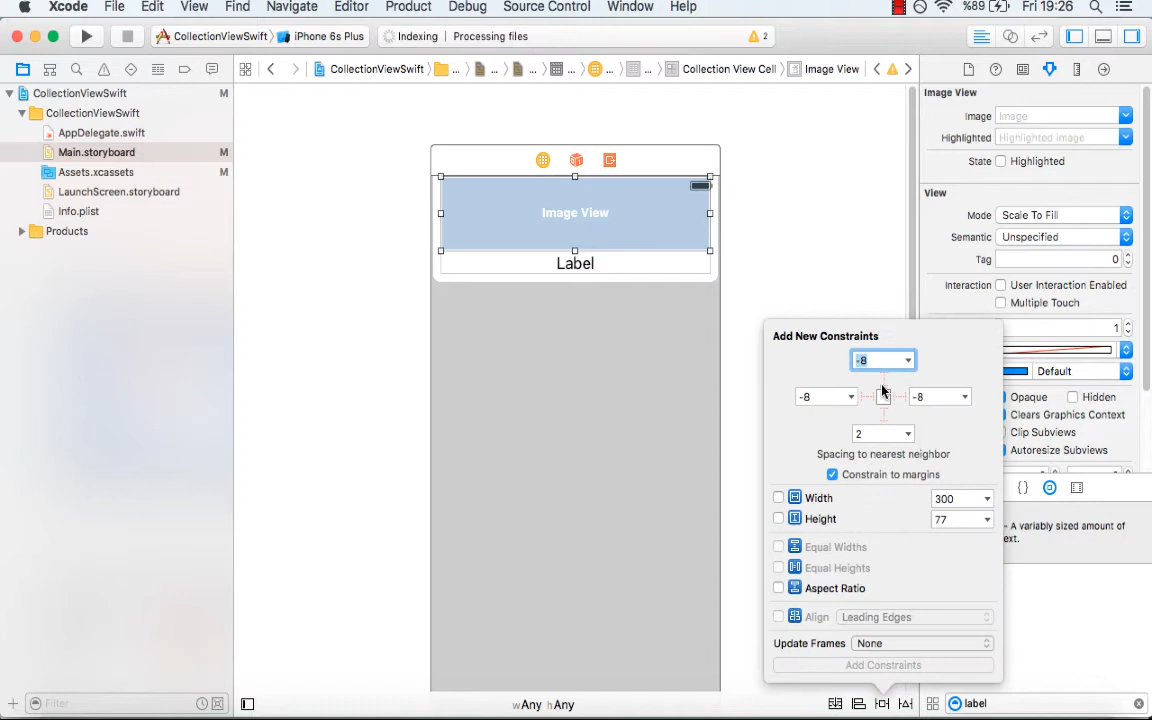 Xcode File Edit View Find Navigate Editor Product Debug Source Control Window Help %89 Fri 19:26
CollectionViewSwift iPhone 6s Plus Indexing Processing files 2
CollectionViewSwift ... ... ... ... ... ... Collection View Cell Image View
CollectionViewSwift M
CollectionViewSwift
AppDelegate.swift
Main.storyboard M
Assets.xcassets M
LaunchScreen.storyboard
Info.plist
Products
Image View
Label
Image View
Image Image
Highlighted Highlighted Image
State Highlighted
View
Mode Scale To Fill
Semantic Unspecified
Tag 0
Interaction User Interaction Enabled
Multiple Touch
1
Default
Opaque Hidden
Clears Graphics Context
Clip Subviews
Autoresize Subviews
{}
- A variably sized amount of
Add New Constraints
-8
-8 -8
2
Spacing to nearest neighbor
Constrain to margins
Width 300
Height 77
Equal Widths
Equal Heights
Aspect Ratio
Align Leading Edges
Update Frames None
Add Constraints
Filter
wAny hAny
label